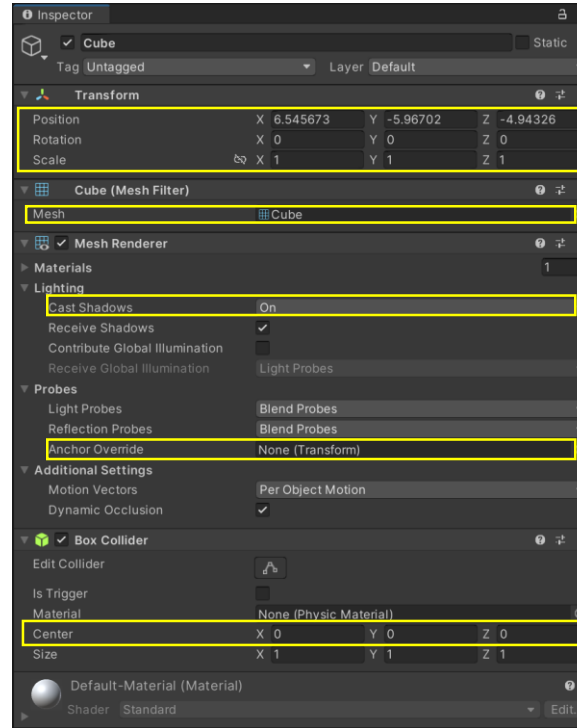 Inspector
Cube Static
Tag Untagged Layer Default
Transform
Position X 6.545673 Y -5.96702 Z -4.94326
Rotation X 0 Y 0 Z 0
Scale X 1 Y 1 Z 1
Cube (Mesh Filter)
Mesh Cube
Mesh Renderer
Materials 1
Lighting
Cast Shadows On
Receive Shadows
Contribute Global Illumination
Receive Global Illumination Light Probes
Probes
Light Probes Blend Probes
Reflection Probes Blend Probes
Anchor Override None (Transform)
Additional Settings
Motion Vectors Per Object Motion
Dynamic Occlusion
Box Collider
Edit Collider
Is Trigger
Material None (Physic Material)
Center X 0 Y 0 Z 0
Size X 1 Y 1 Z 1
Default-Material (Material)
Shader Standard Edit.